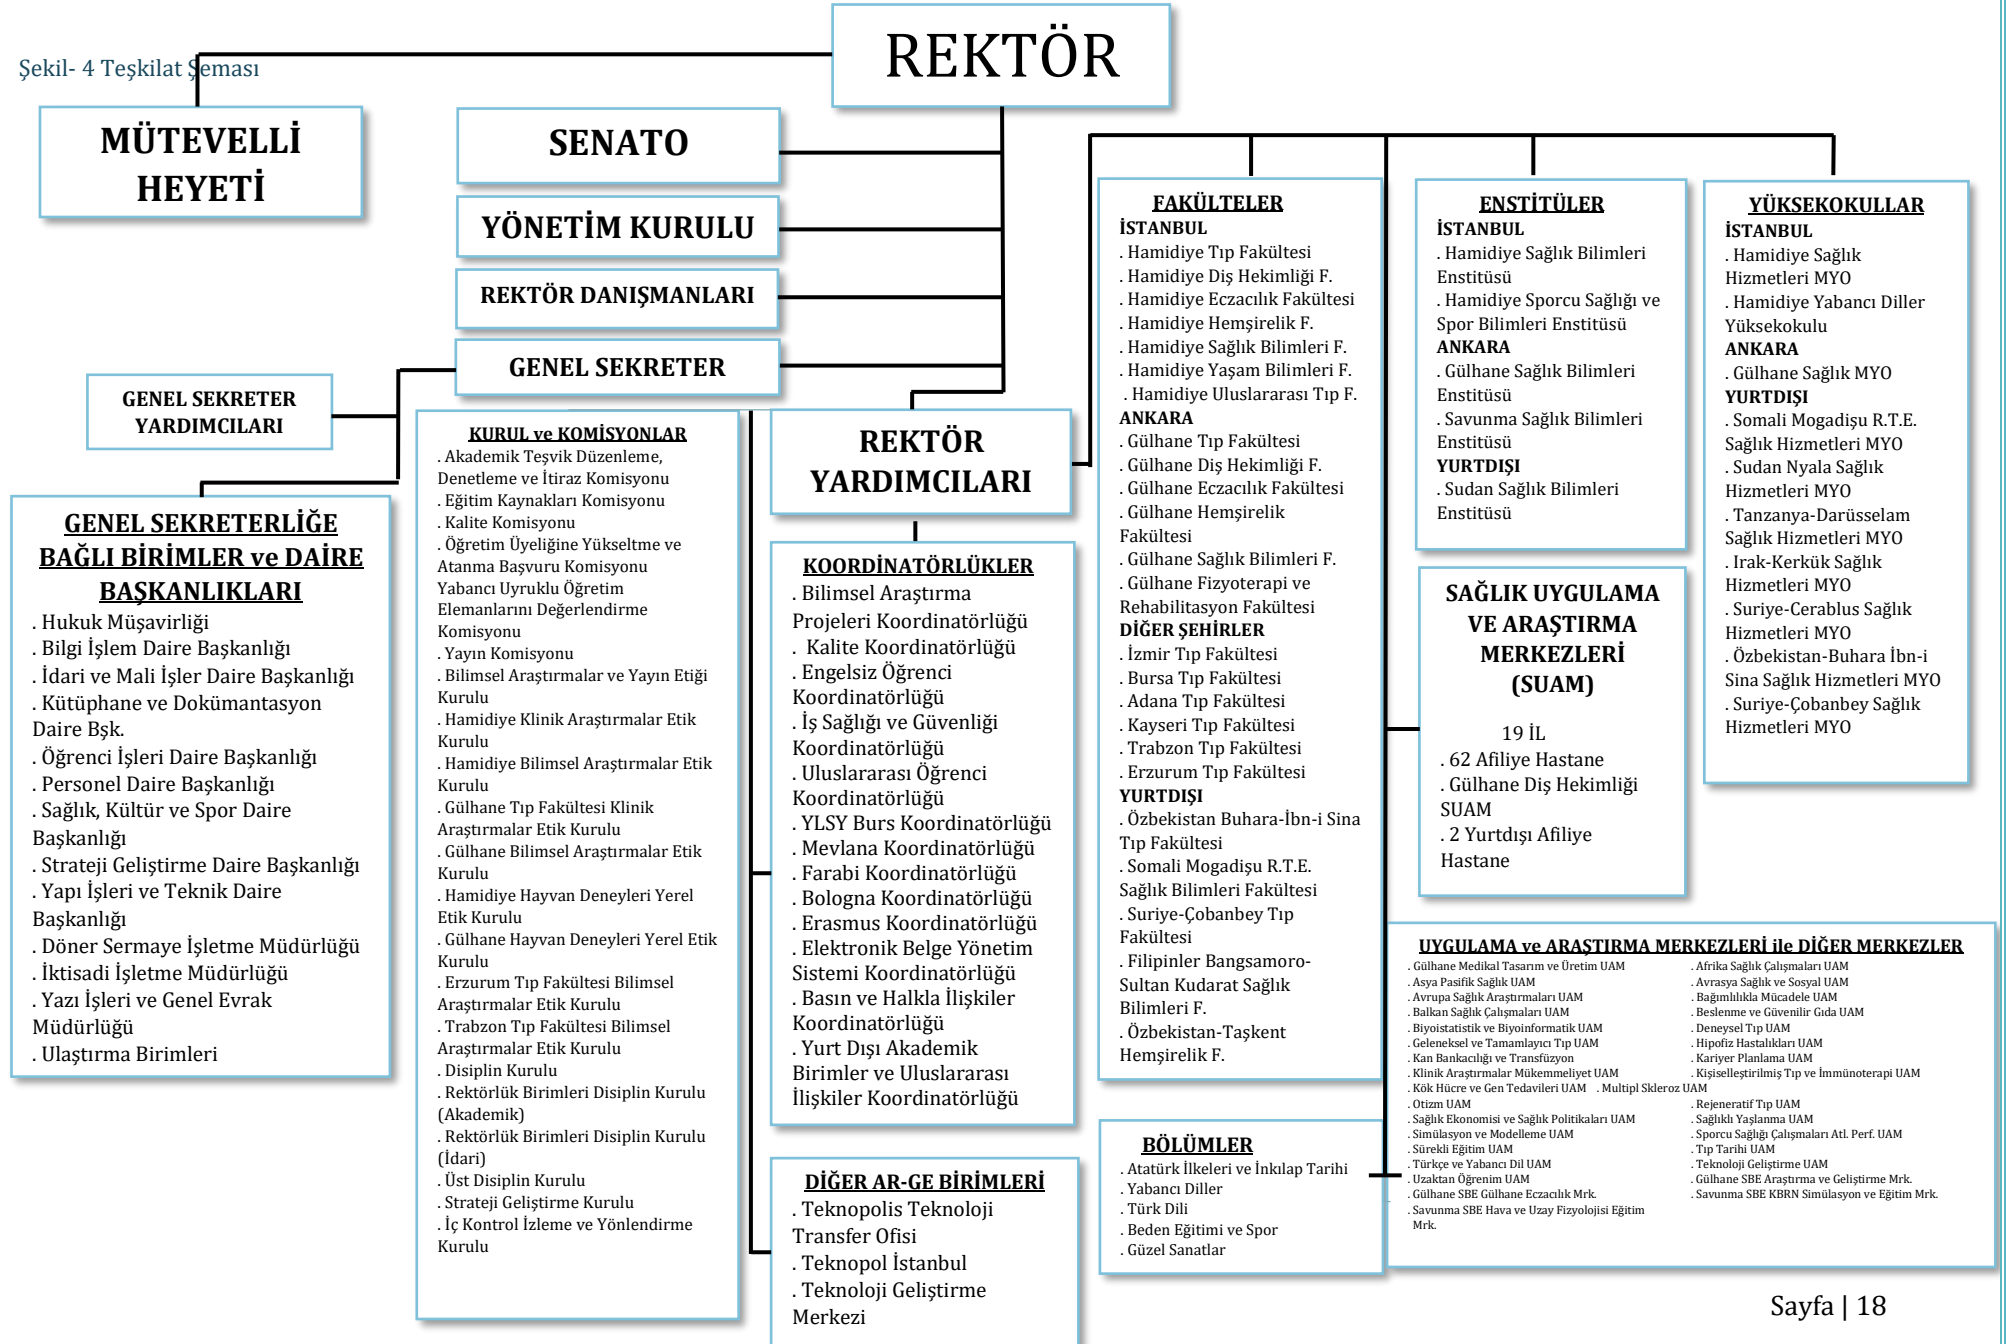 REKTÖR
Şekil- 4 Teşkilat Şeması
MÜTEVELLİ
HEYETİ
SENATO
YÖNETİM KURULU
REKTÖR DANIŞMANLARI
GENEL SEKRETER
GENEL SEKRETER
YARDIMCILARI
GENEL SEKRETERLİĞE
BAĞLI BİRİMLER ve DAİRE
BAŞKANLIKLARI
. Hukuk Müşavirliği
. Bilgi İşlem Daire Başkanlığı
. İdari ve Mali İşler Daire Başkanlığı
. Kütüphane ve Dokümantasyon
Daire Bşk.
. Öğrenci İşleri Daire Başkanlığı
. Personel Daire Başkanlığı
. Sağlık, Kültür ve Spor Daire
Başkanlığı
. Strateji Geliştirme Daire Başkanlığı
. Yapı İşleri ve Teknik Daire
Başkanlığı
. Döner Sermaye İşletme Müdürlüğü
. İktisadi İşletme Müdürlüğü
. Yazı İşleri ve Genel Evrak
Müdürlüğü
. Ulaştırma Birimleri
KURUL ve KOMİSYONLAR
. Akademik Teşvik Düzenleme,
Denetleme ve İtiraz Komisyonu
. Eğitim Kaynakları Komisyonu
. Kalite Komisyonu
. Öğretim Üyeliğine Yükseltme ve
Atanma Başvuru Komisyonu
Yabancı Uyruklu Öğretim
Elemanlarını Değerlendirme
Komisyonu
. Yayın Komisyonu
. Bilimsel Araştırmalar ve Yayın Etiği
Kurulu
. Hamidiye Klinik Araştırmalar Etik
Kurulu
. Hamidiye Bilimsel Araştırmalar Etik
Kurulu
. Gülhane Tıp Fakültesi Klinik
Araştırmalar Etik Kurulu
. Gülhane Bilimsel Araştırmalar Etik
Kurulu
. Hamidiye Hayvan Deneyleri Yerel
Etik Kurulu
. Gülhane Hayvan Deneyleri Yerel Etik
Kurulu
. Erzurum Tıp Fakültesi Bilimsel
Araştırmalar Etik Kurulu
. Trabzon Tıp Fakültesi Bilimsel
Araştırmalar Etik Kurulu
. Disiplin Kurulu
. Rektörlük Birimleri Disiplin Kurulu
(Akademik)
. Rektörlük Birimleri Disiplin Kurulu
(İdari)
. Üst Disiplin Kurulu
. Strateji Geliştirme Kurulu
. İç Kontrol İzleme ve Yönlendirme
Kurulu
REKTÖR
YARDIMCILARI
KOORDİNATÖRLÜKLER
. Bilimsel Araştırma
Projeleri Koordinatörlüğü
. Kalite Koordinatörlüğü
. Engelsiz Öğrenci
Koordinatörlüğü
. İş Sağlığı ve Güvenliği
Koordinatörlüğü
. Uluslararası Öğrenci
Koordinatörlüğü
. YLSY Burs Koordinatörlüğü
. Mevlana Koordinatörlüğü
. Farabi Koordinatörlüğü
. Bologna Koordinatörlüğü
. Erasmus Koordinatörlüğü
. Elektronik Belge Yönetim
Sistemi Koordinatörlüğü
. Basın ve Halkla İlişkiler
Koordinatörlüğü
. Yurt Dışı Akademik
Birimler ve Uluslararası
İlişkiler Koordinatörlüğü
DİĞER AR-GE BİRİMLERİ
. Teknopolis Teknoloji
Transfer Ofisi
. Teknopol İstanbul
. Teknoloji Geliştirme
Merkezi
FAKÜLTELER
İSTANBUL
. Hamidiye Tıp Fakültesi
. Hamidiye Diş Hekimliği F.
. Hamidiye Eczacılık Fakültesi
. Hamidiye Hemşirelik F.
. Hamidiye Sağlık Bilimleri F.
. Hamidiye Yaşam Bilimleri F.
. Hamidiye Uluslararası Tıp F.
ANKARA
. Gülhane Tıp Fakültesi
. Gülhane Diş Hekimliği F.
. Gülhane Eczacılık Fakültesi
. Gülhane Hemşirelik
Fakültesi
. Gülhane Sağlık Bilimleri F.
. Gülhane Fizyoterapi ve
Rehabilitasyon Fakültesi
DİĞER ŞEHİRLER
. İzmir Tıp Fakültesi
. Bursa Tıp Fakültesi
. Adana Tıp Fakültesi
. Kayseri Tıp Fakültesi
. Trabzon Tıp Fakültesi
. Erzurum Tıp Fakültesi
YURTDIŞI
. Özbekistan Buhara-İbn-i Sina
Tıp Fakültesi
. Somali Mogadişu R.T.E.
Sağlık Bilimleri Fakültesi
. Suriye-Çobanbey Tıp
Fakültesi
. Filipinler Bangsamoro-
Sultan Kudarat Sağlık
Bilimleri F.
. Özbekistan-Taşkent
Hemşirelik F.
BÖLÜMLER
. Atatürk İlkeleri ve İnkılap Tarihi
. Yabancı Diller
. Türk Dili
. Beden Eğitimi ve Spor
. Güzel Sanatlar
ENSTİTÜLER
İSTANBUL
. Hamidiye Sağlık Bilimleri
Enstitüsü
. Hamidiye Sporcu Sağlığı ve
Spor Bilimleri Enstitüsü
ANKARA
. Gülhane Sağlık Bilimleri
Enstitüsü
. Savunma Sağlık Bilimleri
Enstitüsü
YURTDIŞI
. Sudan Sağlık Bilimleri
Enstitüsü
SAĞLIK UYGULAMA
VE ARAŞTIRMA
MERKEZLERİ
(SUAM)
19 İL
. 62 Afiliye Hastane
. Gülhane Diş Hekimliği
SUAM
. 2 Yurtdışı Afiliye
Hastane
YÜKSEKOKULLAR
İSTANBUL
. Hamidiye Sağlık
Hizmetleri MYO
. Hamidiye Yabancı Diller
Yüksekokulu
ANKARA
. Gülhane Sağlık MYO
YURTDIŞI
. Somali Mogadişu R.T.E.
Sağlık Hizmetleri MYO
. Sudan Nyala Sağlık
Hizmetleri MYO
. Tanzanya-Darüsselam
Sağlık Hizmetleri MYO
. Irak-Kerkük Sağlık
Hizmetleri MYO
. Suriye-Cerablus Sağlık
Hizmetleri MYO
. Özbekistan-Buhara İbn-i
Sina Sağlık Hizmetleri MYO
. Suriye-Çobanbey Sağlık
Hizmetleri MYO
UYGULAMA ve ARAŞTIRMA MERKEZLERİ ile DİĞER MERKEZLER
. Gülhane Medikal Tasarım ve Üretim UAM . Afrika Sağlık Çalışmaları UAM
. Asya Pasifik Sağlık UAM . Avrasya Sağlık ve Sosyal UAM
. Avrupa Sağlık Araştırmaları UAM . Bağımlılıkla Mücadele UAM
. Balkan Sağlık Çalışmaları UAM . Beslenme ve Güvenilir Gıda UAM
. Biyoistatistik ve Biyoinformatik UAM . Deneysel Tıp UAM
. Geleneksel ve Tamamlayıcı Tıp UAM . Hipofiz Hastalıkları UAM
. Kan Bankacılığı ve Transfüzyon . Kariyer Planlama UAM
. Klinik Araştırmalar Mükemmeliyet UAM . Kişiselleştirilmiş Tıp ve İmmünoterapi UAM
. Kök Hücre ve Gen Tedavileri UAM . Multipl Skleroz UAM
. Otizm UAM . Rejeneratif Tıp UAM
. Sağlık Ekonomisi ve Sağlık Politikaları UAM . Sağlıklı Yaşlanma UAM
. Simülasyon ve Modelleme UAM . Sporcu Sağlığı Çalışmaları Atl. Perf. UAM
. Sürekli Eğitim UAM . Tıp Tarihi UAM
. Türkçe ve Yabancı Dil UAM . Teknoloji Geliştirme UAM
. Uzaktan Öğrenim UAM . Gülhane SBE Araştırma ve Geliştirme Mrk.
. Gülhane SBE Gülhane Eczacılık Mrk. . Savunma SBE KBRN Simülasyon ve Eğitim Mrk.
. Savunma SBE Hava ve Uzay Fizyolojisi Eğitim
Mrk.
Sayfa | 18